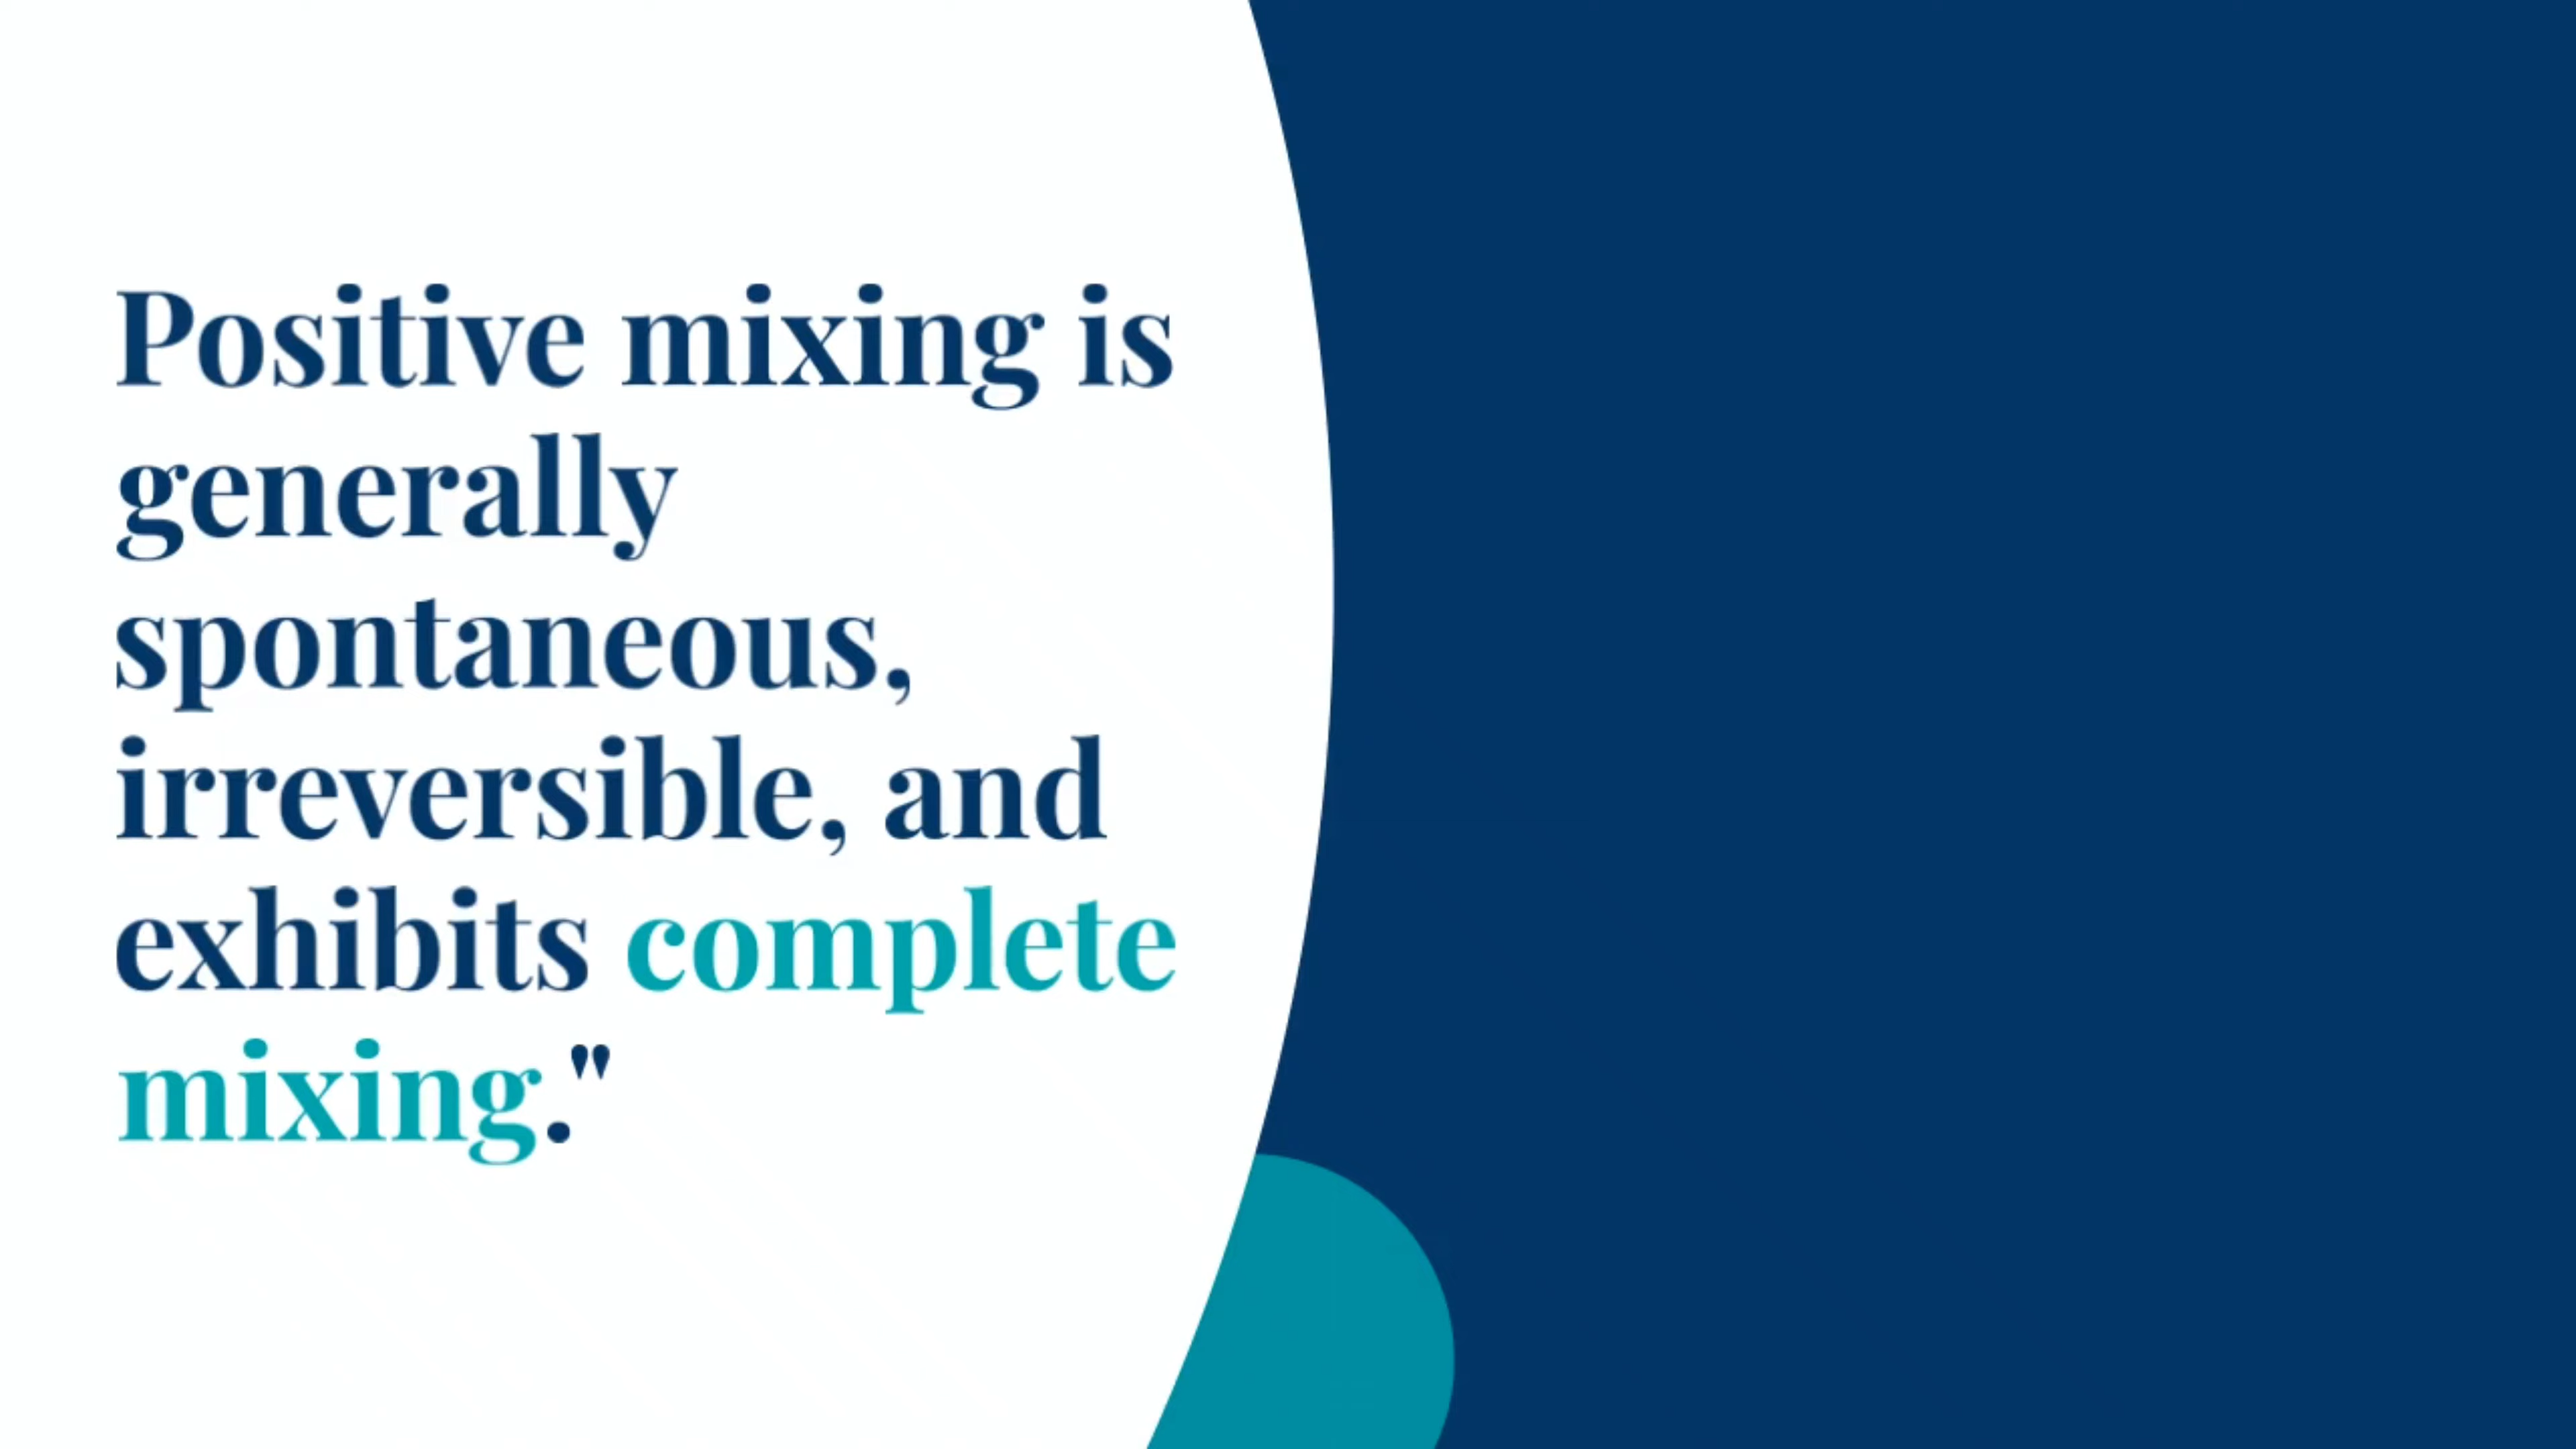 Positive mixing is
generally
spontaneous,
irreversible, and
exhibits complete
mixing."